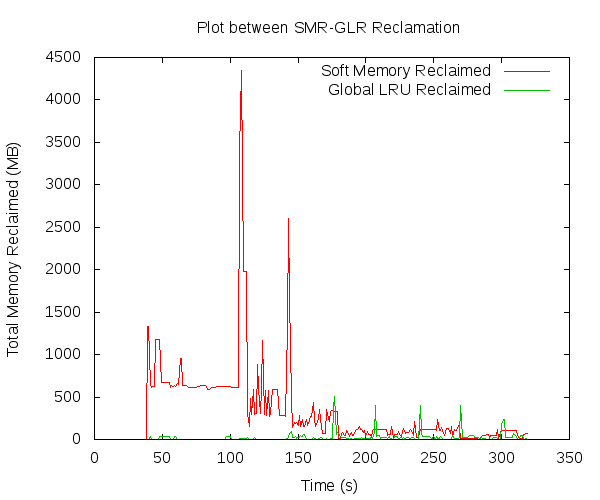 Plot between SMR-GLR Reclamation
Soft Memory Reclaimed
Global LRU Reclaimed
Total Memory Reclaimed (MB)
4500
4000
3500
3000
2500
2000
1500
1000
500
0
0 50 100 150 200 250 300 350
Time (s)